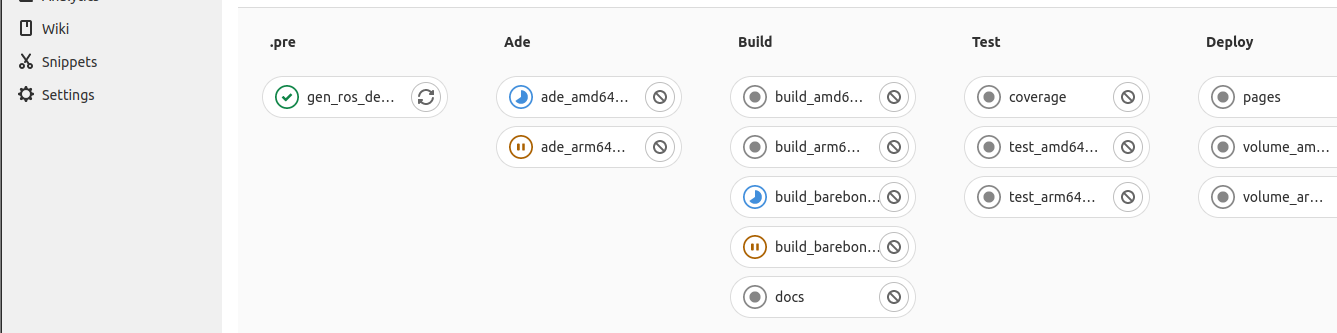 Analytics
Wiki
Snippets
Settings
.pre
gen_ros_de...
Ade
ade_amd64...
ade_arm64...
Build
build_amd6...
build_arm6...
build_barebon...
build_barebon...
docs
Test
coverage
test_amd64...
test_arm64...
Deploy
pages
volume_am...
volume_ar...